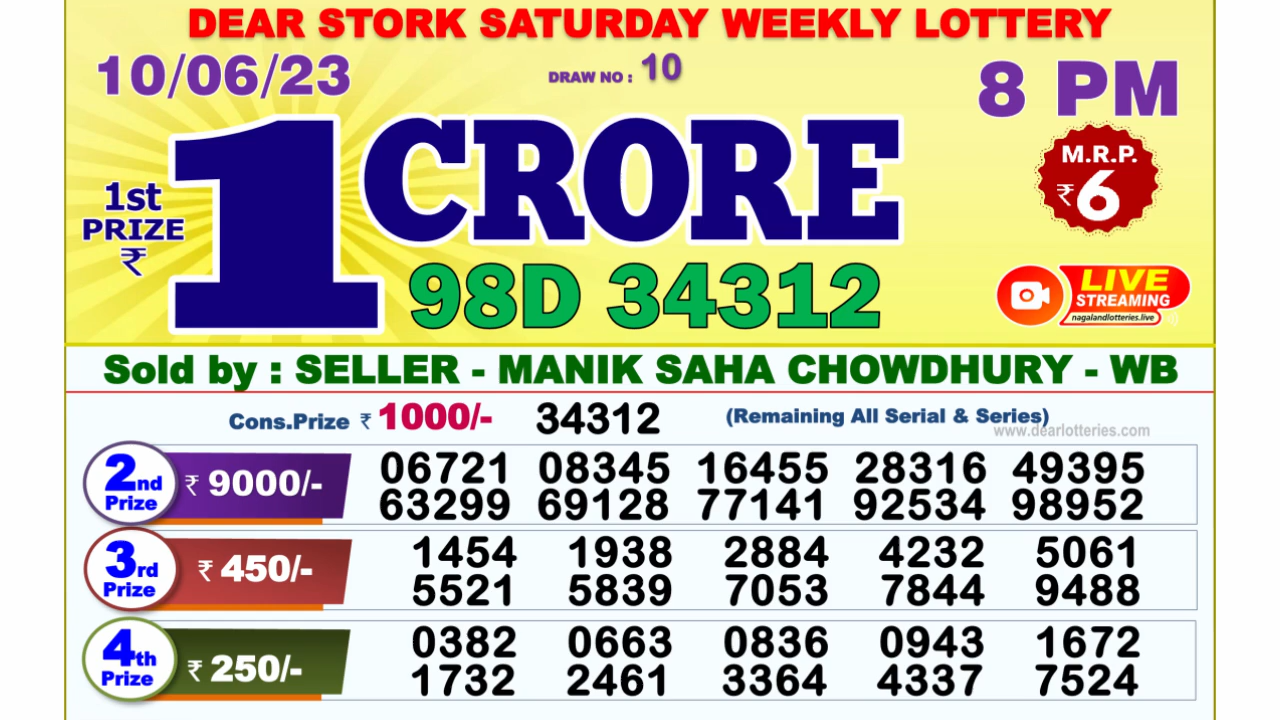 DEAR STORK SATURDAY WEEKLY LOTTERY
10/06/23
DRAW NO : 10
8 PM
1st
PRIZE
₹
1 CRORE
98D 34312
M.R.P.
₹ 6
LIVE
STREAMING
nagalandlotteries.live
Sold by : SELLER - MANIK SAHA CHOWDHURY - WB
Cons.Prize ₹ 1000/- 34312 (Remaining All Serial & Series)
www.dearlotteries.com
2nd
Prize
₹ 9000/-
06721 08345 16455 28316 49395
63299 69128 77141 92534 98952
3rd
Prize
₹ 450/-
1454 1938 2884 4232 5061
5521 5839 7053 7844 9488
4th
Prize
₹ 250/-
0382 0663 0836 0943 1672
1732 2461 3364 4337 7524